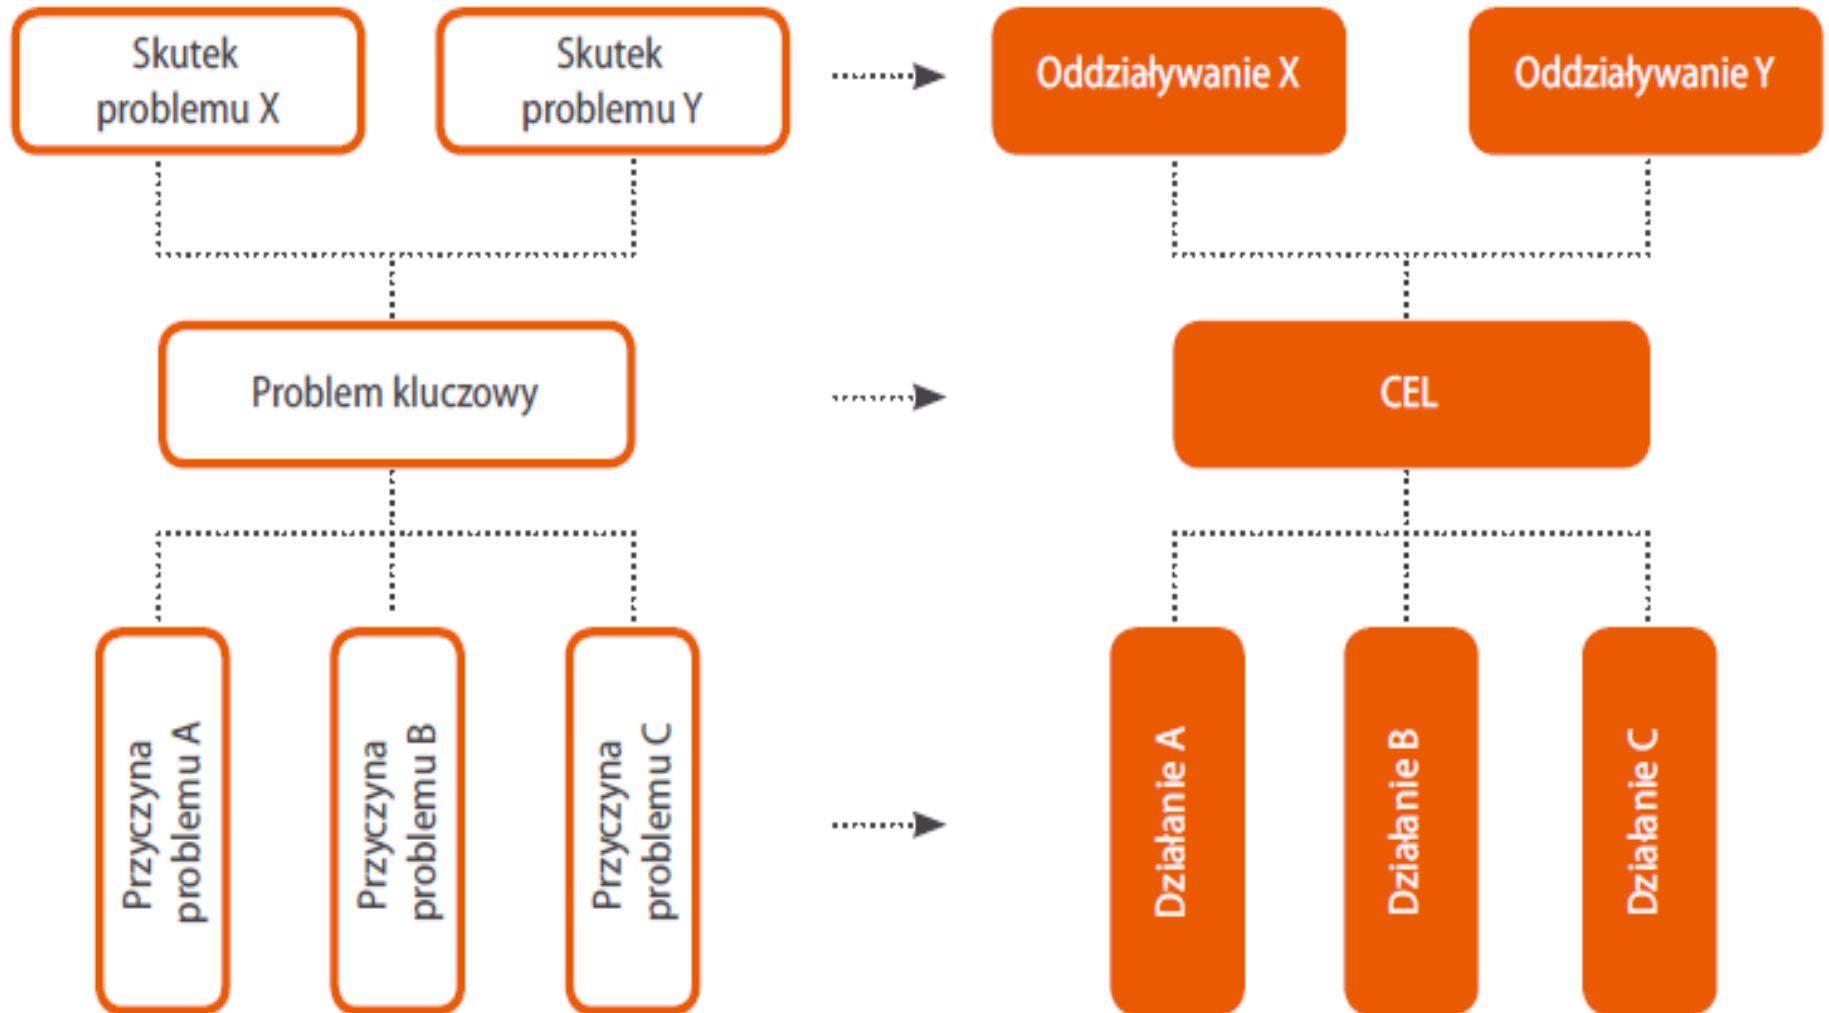 Skutek
problemu X
Skutek
problemu Y
Oddziaływanie X
Oddziaływanie Y
Problem kluczowy
CEL
Przyczyna
problemu A
Przyczyna
problemu B
Przyczyna
problemu C
Działanie A
Działanie B
Działanie C